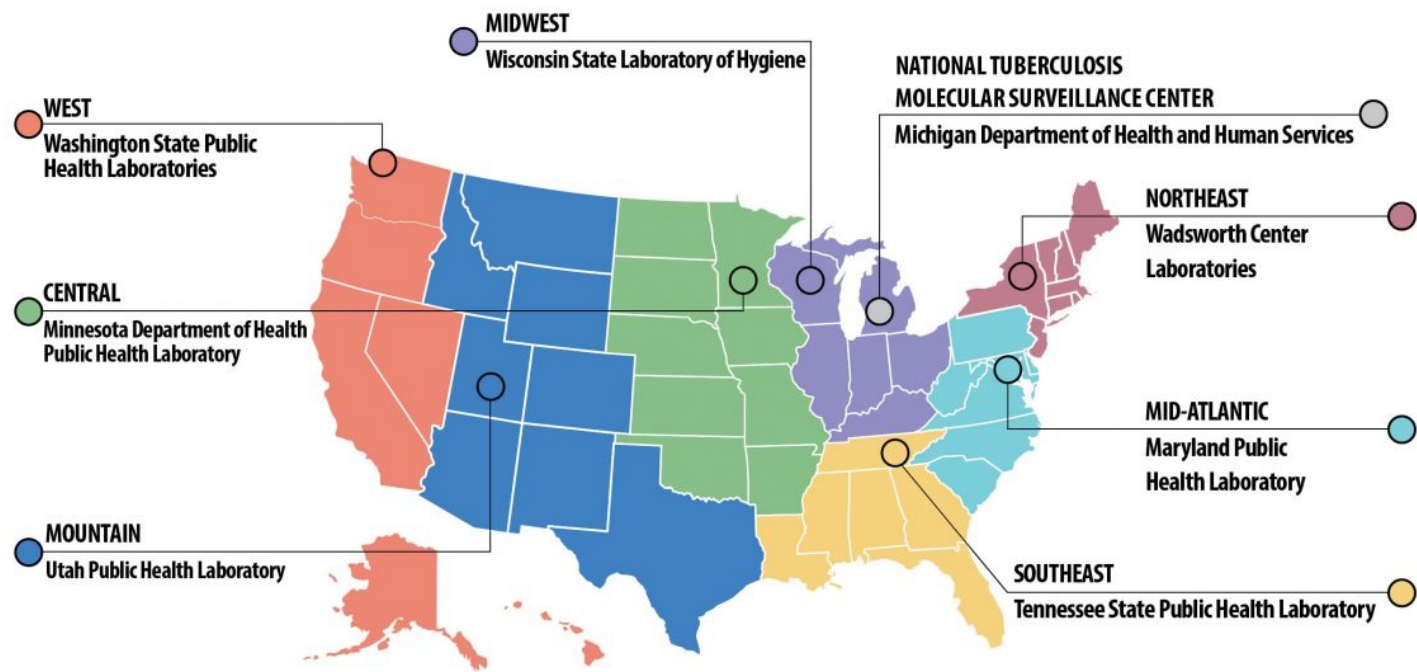 MIDWEST
Wisconsin State Laboratory of Hygiene
NATIONAL TUBERCULOSIS
MOLECULAR SURVEILLANCE CENTER
Michigan Department of Health and Human Services
WEST
Washington State Public
Health Laboratories
NORTHEAST
Wadsworth Center
Laboratories
CENTRAL
Minnesota Department of Health
Public Health Laboratory
MID-ATLANTIC
Maryland Public
Health Laboratory
MOUNTAIN
Utah Public Health Laboratory
SOUTHEAST
Tennessee State Public Health Laboratory